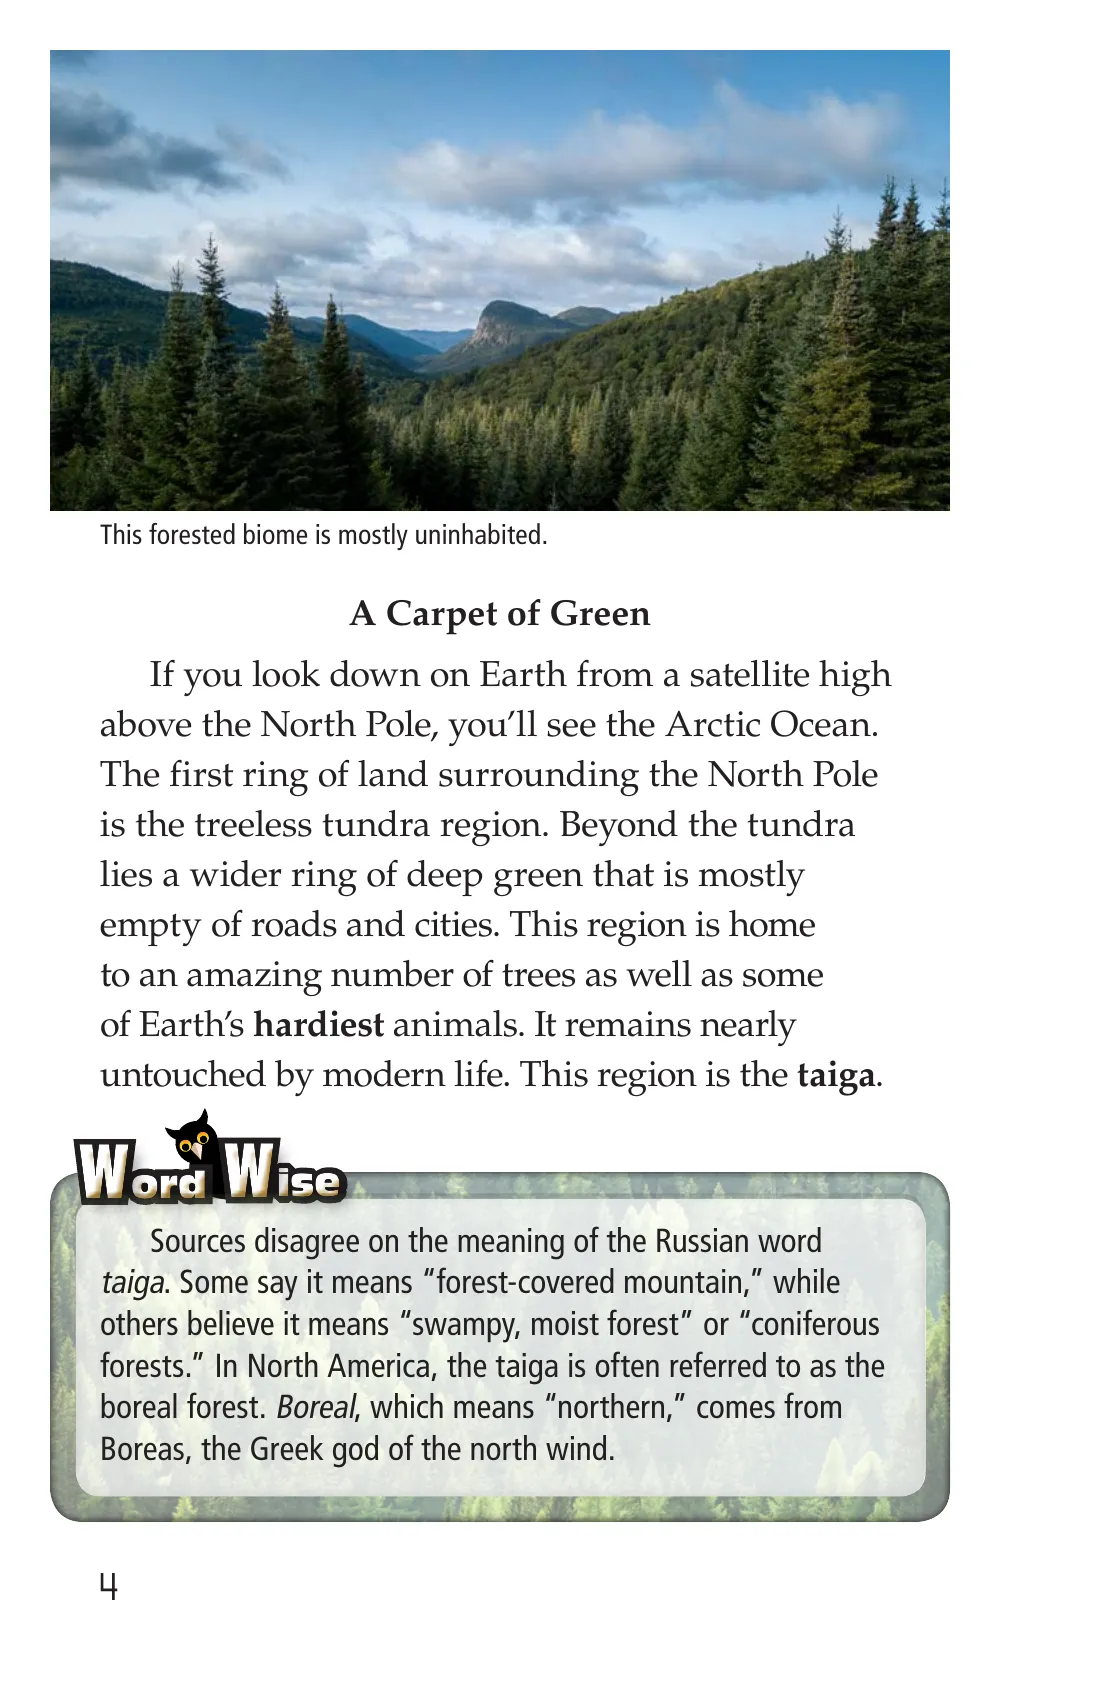 This forested biome is mostly uninhabited.
A Carpet of Green
If you look down on Earth from a satellite high
above the North Pole, you’ll see the Arctic Ocean.
The first ring of land surrounding the North Pole
is the treeless tundra region. Beyond the tundra
lies a wider ring of deep green that is mostly
empty of roads and cities. This region is home
to an amazing number of trees as well as some
of Earth’s hardiest animals. It remains nearly
untouched by modern life. This region is the taiga.
Word Wise
Sources disagree on the meaning of the Russian word
taiga. Some say it means “forest-covered mountain,” while
others believe it means “swampy, moist forest” or “coniferous
forests.” In North America, the taiga is often referred to as the
boreal forest. Boreal, which means “northern,” comes from
Boreas, the Greek god of the north wind.
4